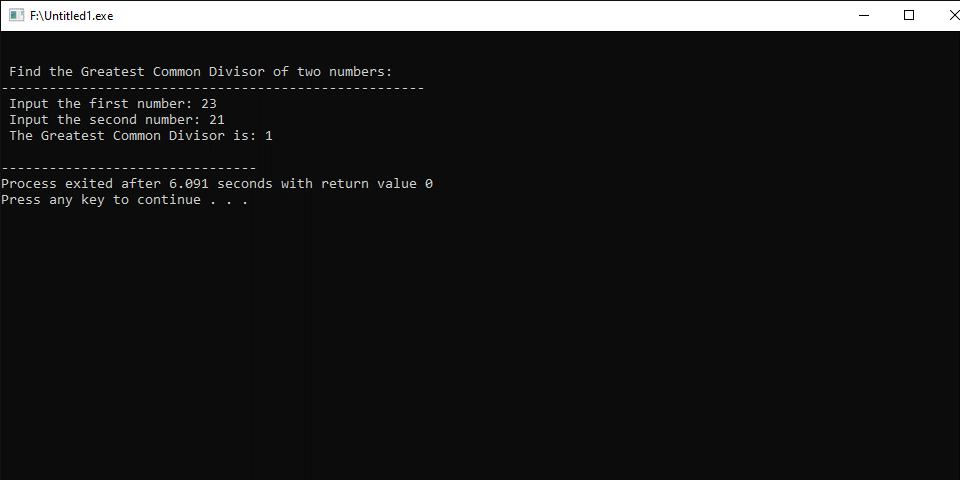 F:\Untitled1.exe
Find the Greatest Common Divisor of two numbers:
-----------------------------------------------------
Input the first number: 23
Input the second number: 21
The Greatest Common Divisor is: 1
--------------------------------
Process exited after 6.091 seconds with return value 0
Press any key to continue . . .